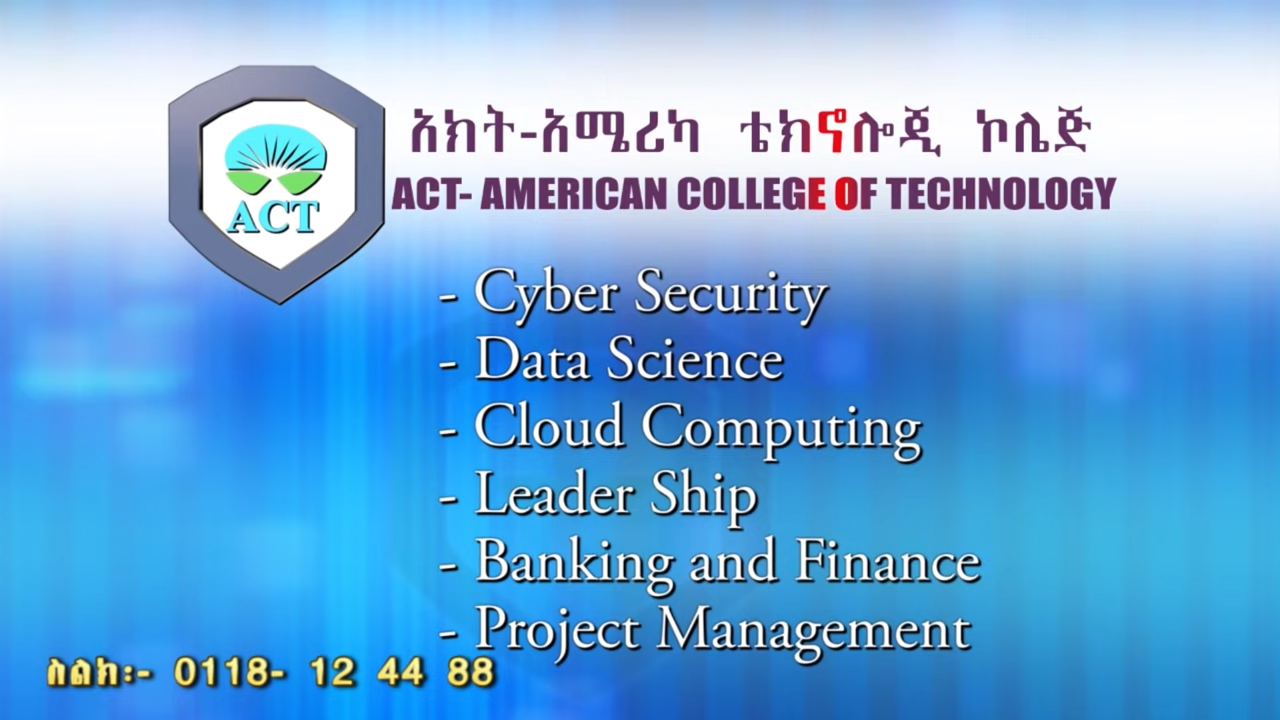 ACT
አክት-አሜሪካ ቴክኖሎጂ ኮሌጅ
ACT- AMERICAN COLLEGE OF TECHNOLOGY
- Cyber Security
- Data Science
- Cloud Computing
- Leader Ship
- Banking and Finance
- Project Management
ስልክ፡- 0118- 12 44 88